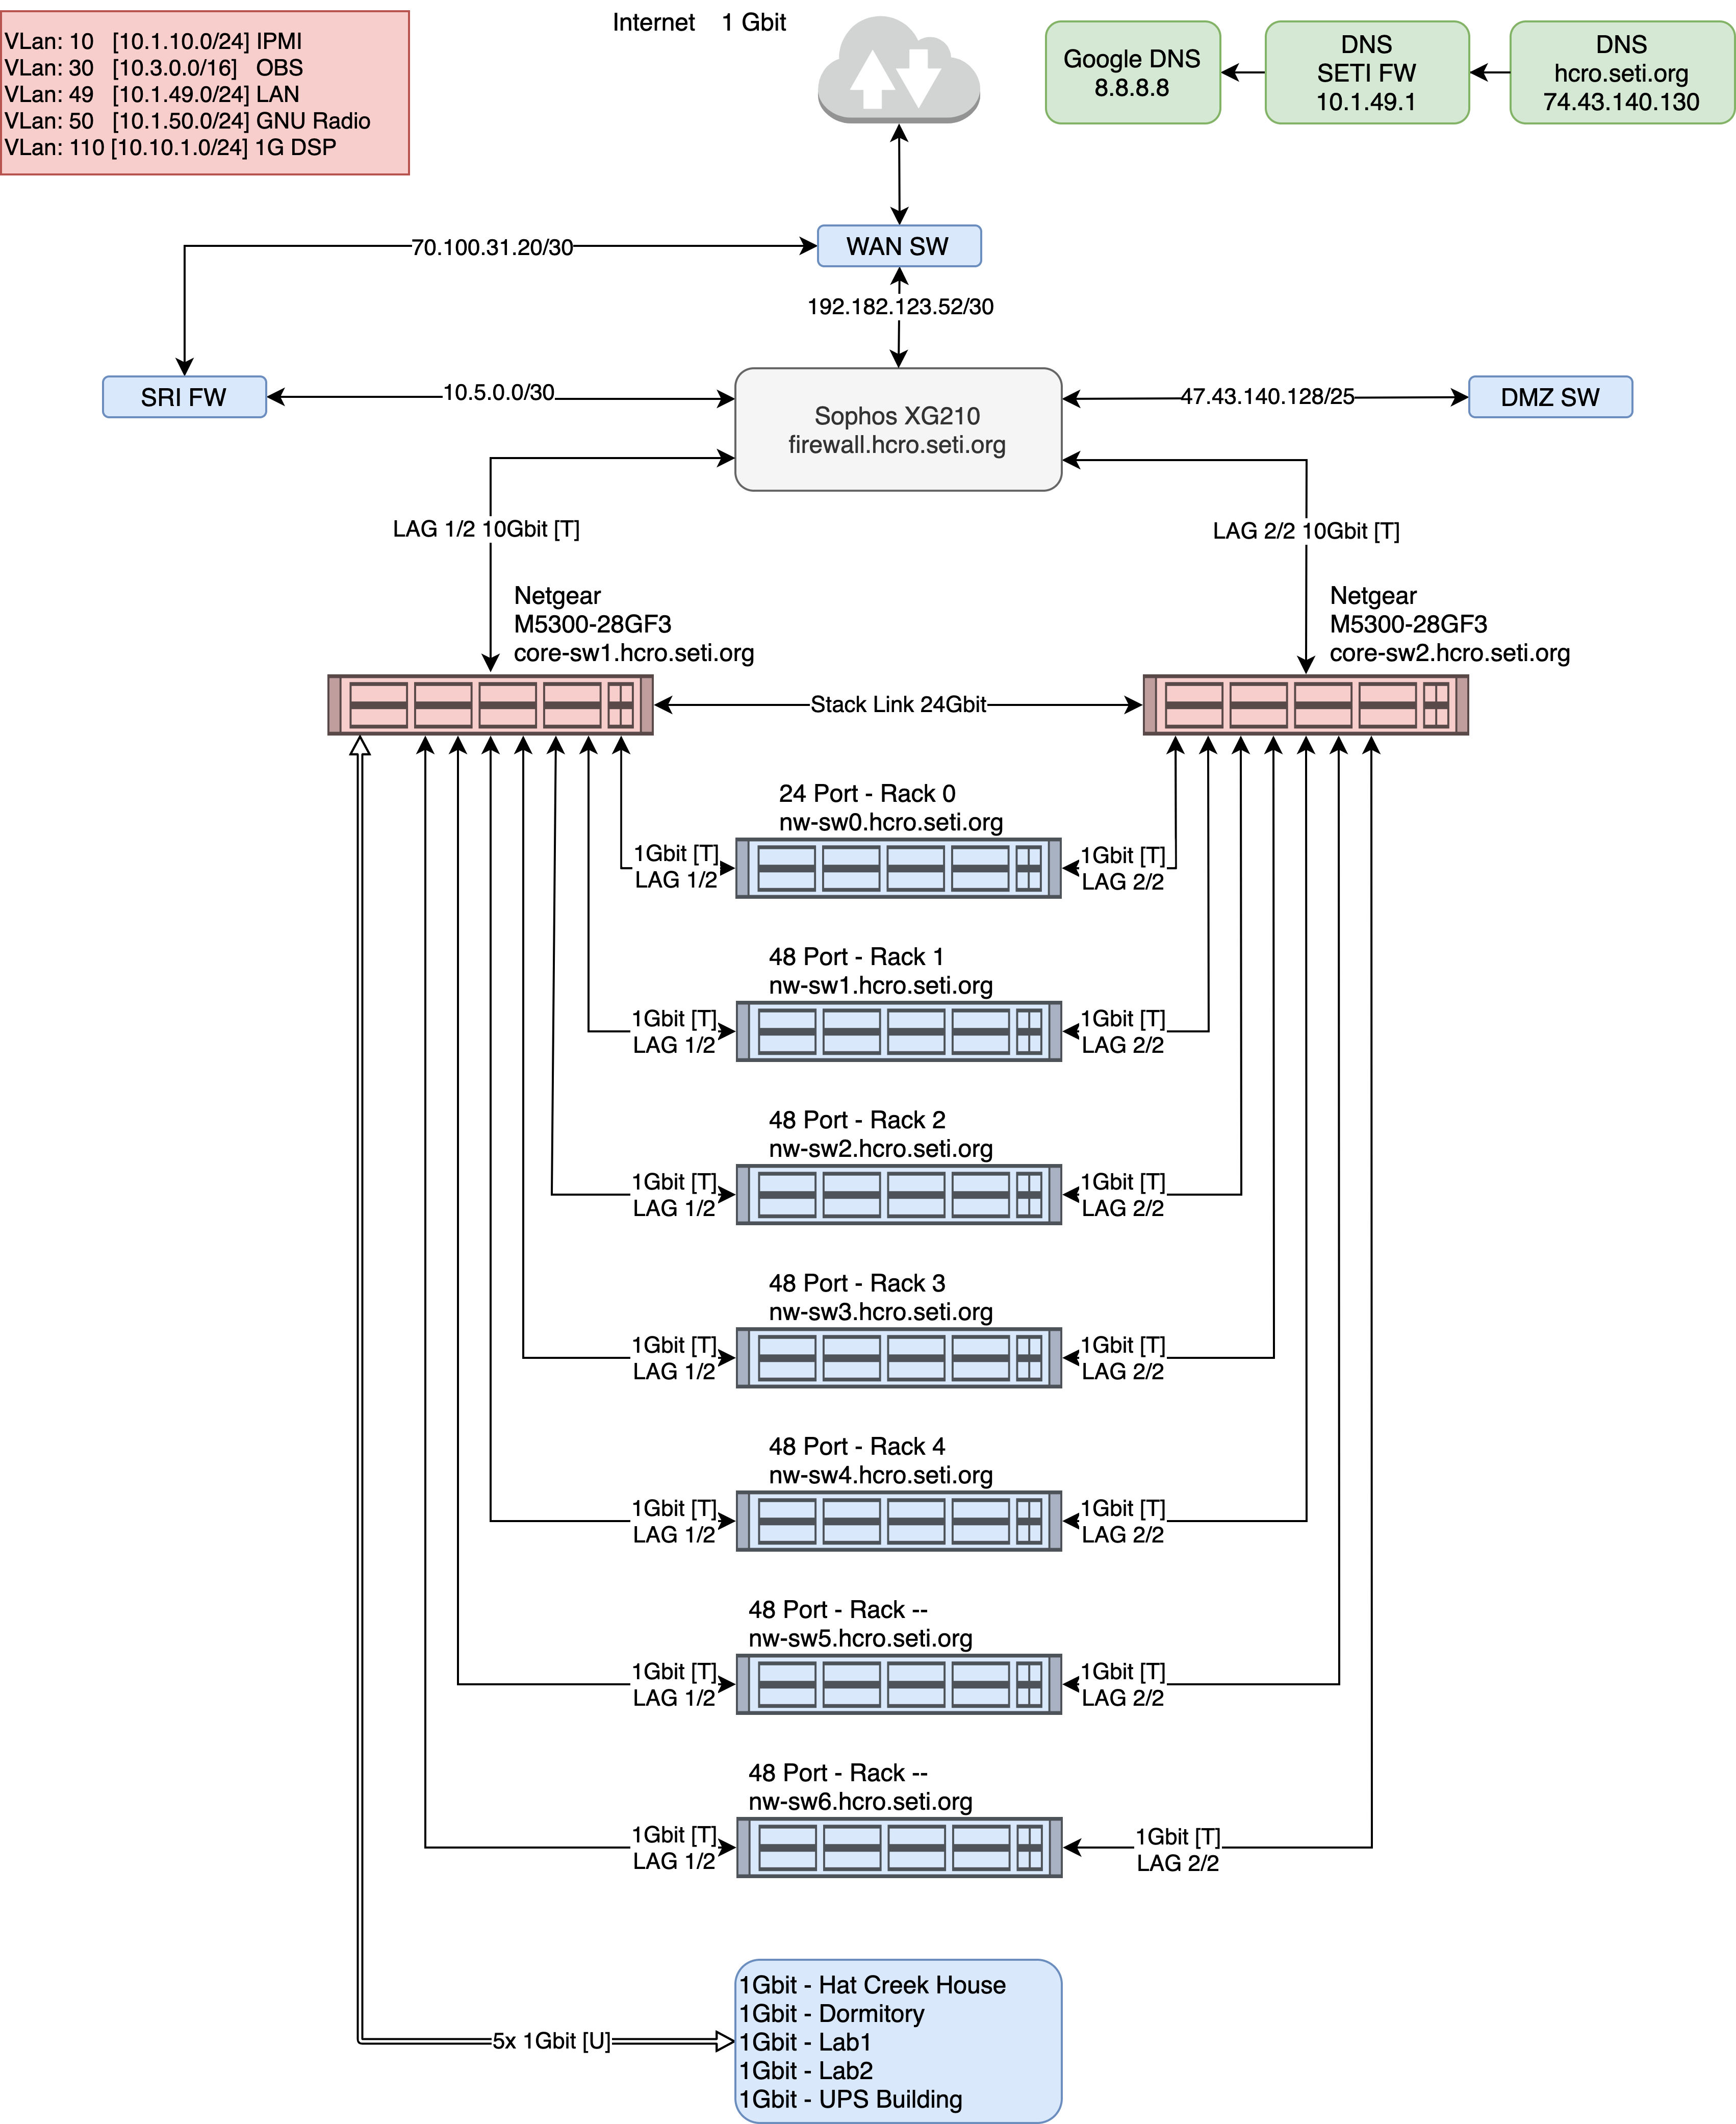 VLan: 10 [10.1.10.0/24] IPMI
VLan: 30 [10.3.0.0/16] OBS
VLan: 49 [10.1.49.0/24] LAN
VLan: 50 [10.1.50.0/24] GNU Radio
VLan: 110 [10.10.1.0/24] 1G DSP
Internet 1 Gbit
Google DNS
8.8.8.8
DNS
SETI FW
10.1.49.1
DNS
hcro.seti.org
74.43.140.130
WAN SW
70.100.31.20/30
192.182.123.52/30
SRI FW
10.5.0.0/30
Sophos XG210
firewall.hcro.seti.org
47.43.140.128/25
DMZ SW
LAG 1/2 10Gbit [T]
LAG 2/2 10Gbit [T]
Netgear
M5300-28GF3
core-sw1.hcro.seti.org
Netgear
M5300-28GF3
core-sw2.hcro.seti.org
Stack Link 24Gbit
24 Port - Rack 0
nw-sw0.hcro.seti.org
1Gbit [T]
LAG 1/2
1Gbit [T]
LAG 2/2
48 Port - Rack 1
nw-sw1.hcro.seti.org
1Gbit [T]
LAG 1/2
1Gbit [T]
LAG 2/2
48 Port - Rack 2
nw-sw2.hcro.seti.org
1Gbit [T]
LAG 1/2
1Gbit [T]
LAG 2/2
48 Port - Rack 3
nw-sw3.hcro.seti.org
1Gbit [T]
LAG 1/2
1Gbit [T]
LAG 2/2
48 Port - Rack 4
nw-sw4.hcro.seti.org
1Gbit [T]
LAG 1/2
1Gbit [T]
LAG 2/2
48 Port - Rack --
nw-sw5.hcro.seti.org
1Gbit [T]
LAG 1/2
1Gbit [T]
LAG 2/2
48 Port - Rack --
nw-sw6.hcro.seti.org
1Gbit [T]
LAG 1/2
1Gbit [T]
LAG 2/2
5x 1Gbit [U]
1Gbit - Hat Creek House
1Gbit - Dormitory
1Gbit - Lab1
1Gbit - Lab2
1Gbit - UPS Building